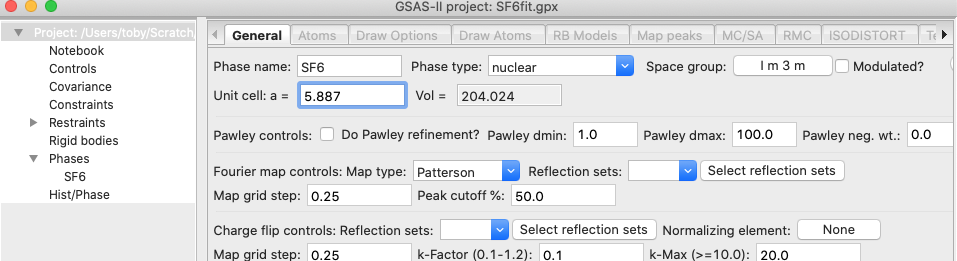 GSAS-II project: SF6fit.gpx
Project: /Users/toby/Scratch/
Notebook
Controls
Covariance
Constraints
Restraints
Rigid bodies
Phases
SF6
Hist/Phase
General Atoms Draw Options Draw Atoms RB Models Map peaks MC/SA RMC ISODISTORT
Phase name: SF6 Phase type: nuclear Space group: I m 3 m Modulated?
Unit cell: a = 5.887 Vol = 204.024
Pawley controls: Do Pawley refinement? Pawley dmin: 1.0 Pawley dmax: 100.0 Pawley neg. wt.: 0.0
Fourier map controls: Map type: Patterson Reflection sets: Select reflection sets
Map grid step: 0.25 Peak cutoff %: 50.0
Charge flip controls: Reflection sets: Select reflection sets Normalizing element: None
Map grid step: 0.25 k-Factor (0.1-1.2): 0.1 k-Max (>=10.0): 20.0